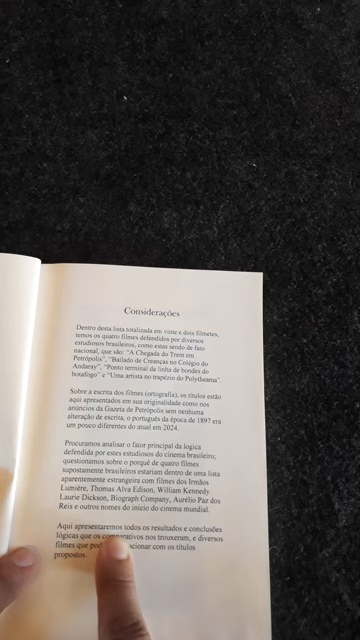 Considerações
Dentro desta lista totalizada em vinte e dois filmetes,
temos os quatro filmes defendidos por diversos
estudiosos brasileiros, como estas sendo de fato
nacional, que são: "A Chegada do Trem em
Petrópolis", "Bailado de Creanças no Colégio do
Andaray", "Ponto terminal da linha de bondes do
botafogo" e "Uma artista no trapézio do Polytheama"
Sobre a escrita dos filmes (ortografia), os títulos estão
aqui apresentados em sua originalidade como nos
anúncios da Gazeta de Petrópolis sem nenhuma
alteração de escrita, o português da época de 1897 era
um pouco diferentes do atual em 2024.
Procuramos analisar o fator principal da logica
defendida por estes estudiosos do cinema brasileiro;
questionamos sobre o porquê de quatro filmes
supostamente brasileiros estariam dentro de uma lista
aparentemente estrangeira com filmes dos Irmãos
Lumière, Thomas Alva Edison, William Kennedy
Laurie Dickson, Biograph Company, Aurélio Paz dos
Reis e outros nomes do início do cinema mundial.
Aqui apresentaremos todos os resultados e conclusões
lógicas que os comparativos nos trouxeram, e diversos
filmes que cionar com os títulos
propostos.